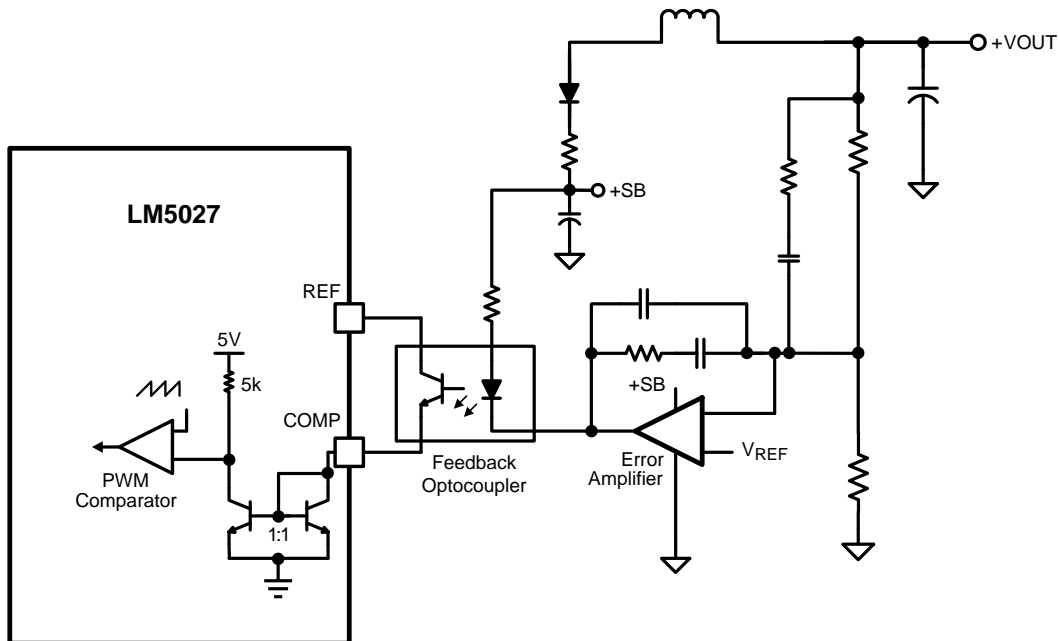 +VOUT
+SB
LM5027
REF
5V
5k
COMP
PWM
Comparator
1:1
Feedback
Optocoupler
+SB
Error
Amplifier
VREF